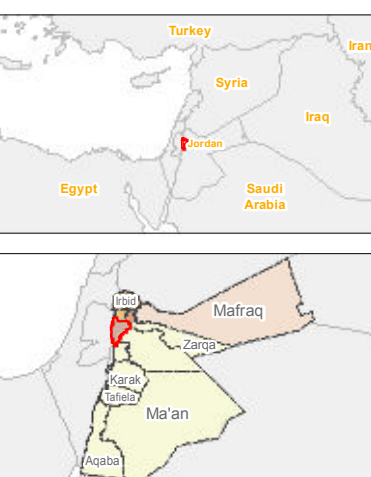 Turkey
Iran
Syria
Iraq
Jordan
Egypt
Saudi
Arabia
Irbid
Mafraq
Zarqa
Karak
Tafiela
Ma'an
Aqaba